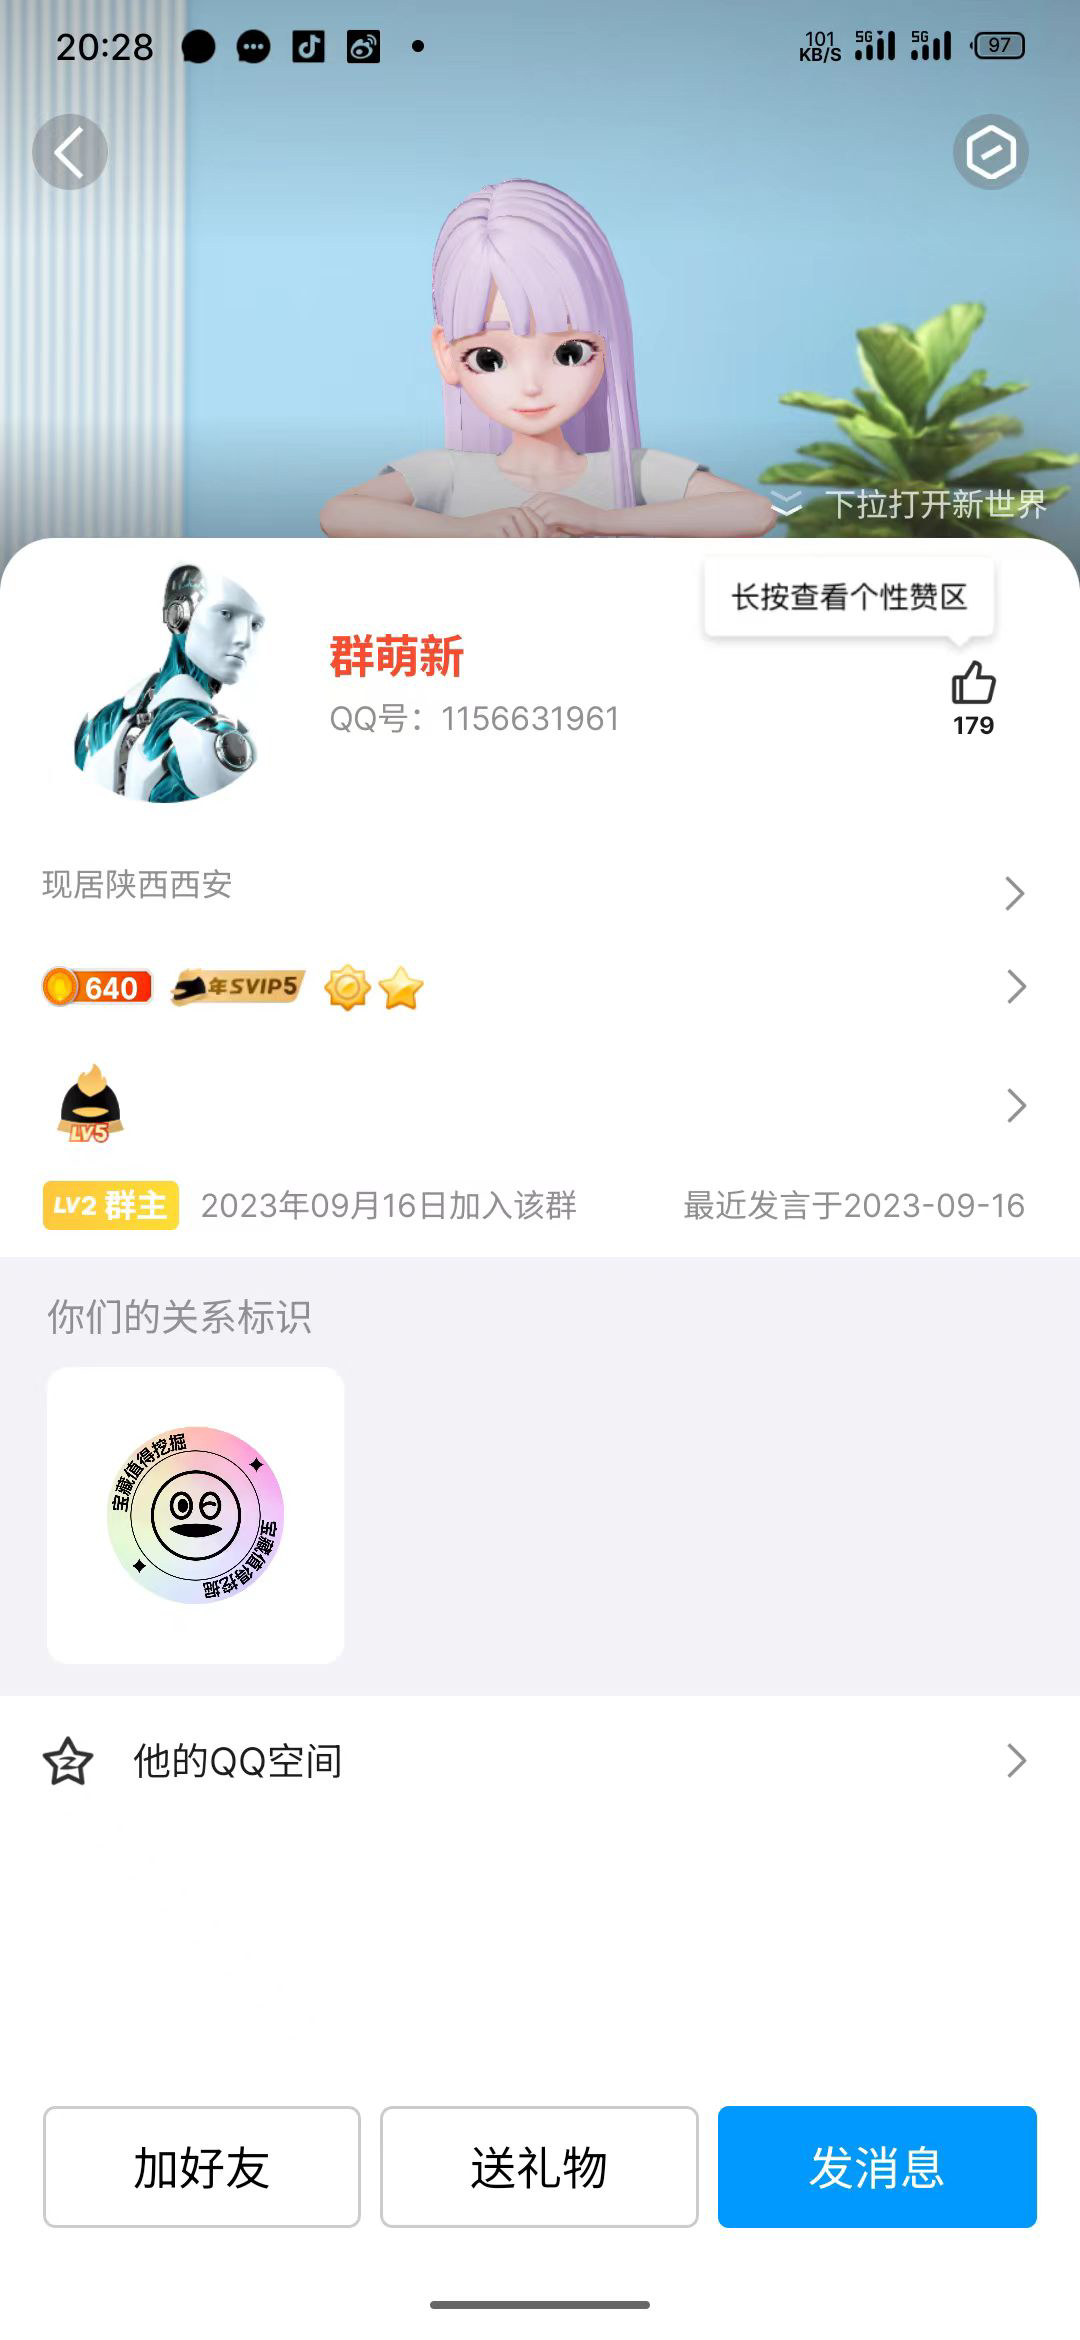 20:28
101
KB/S
5G
5G
97
下拉打开新世界
长按查看个性赞区
群萌新
QQ号：1156631961
179
现居陕西西安
640
年SVIP5
LV5
LV2 群主
2023年09月16日加入该群
最近发言于2023-09-16
你们的关系标识
宝藏值得挖掘
宝藏值得挖掘
他的QQ空间
加好友
送礼物
发消息